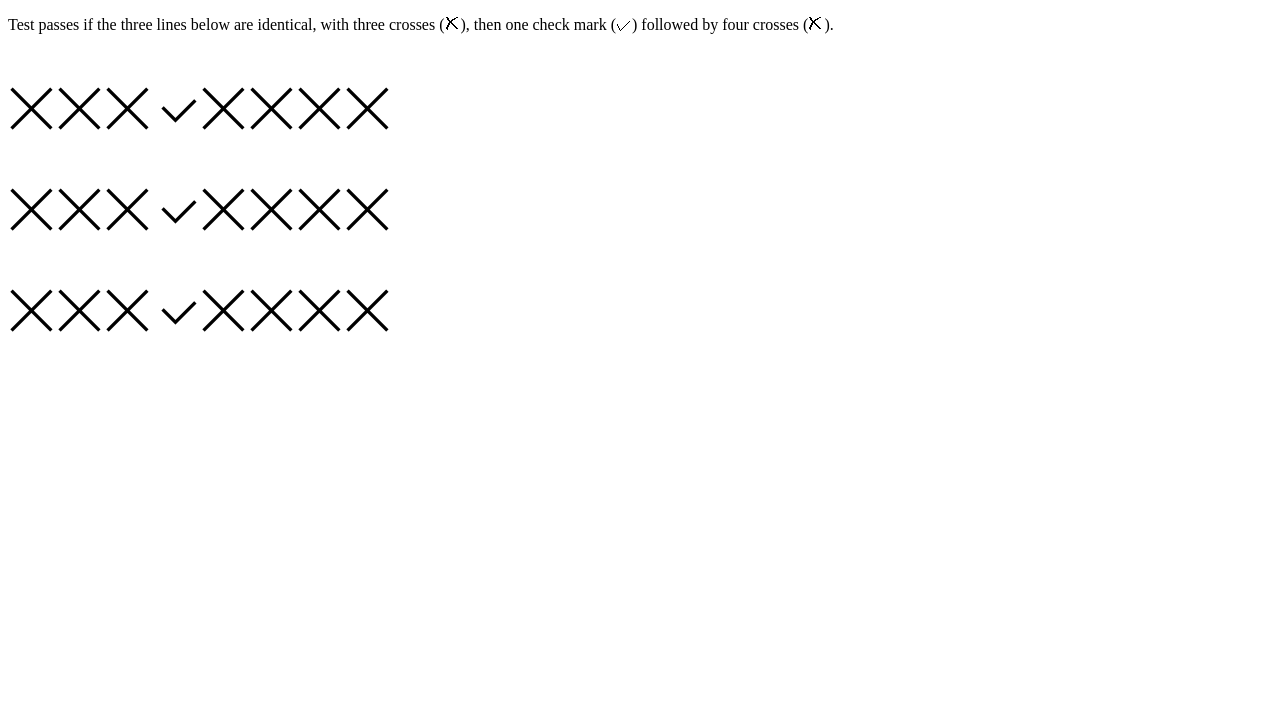 Test passes if the three lines below are identical, with three crosses (✗), then one check mark (✓) followed by four crosses (✗).
✗✗✗✓✗✗✗✗
✗✗✗✓✗✗✗✗
✗✗✗✓✗✗✗✗